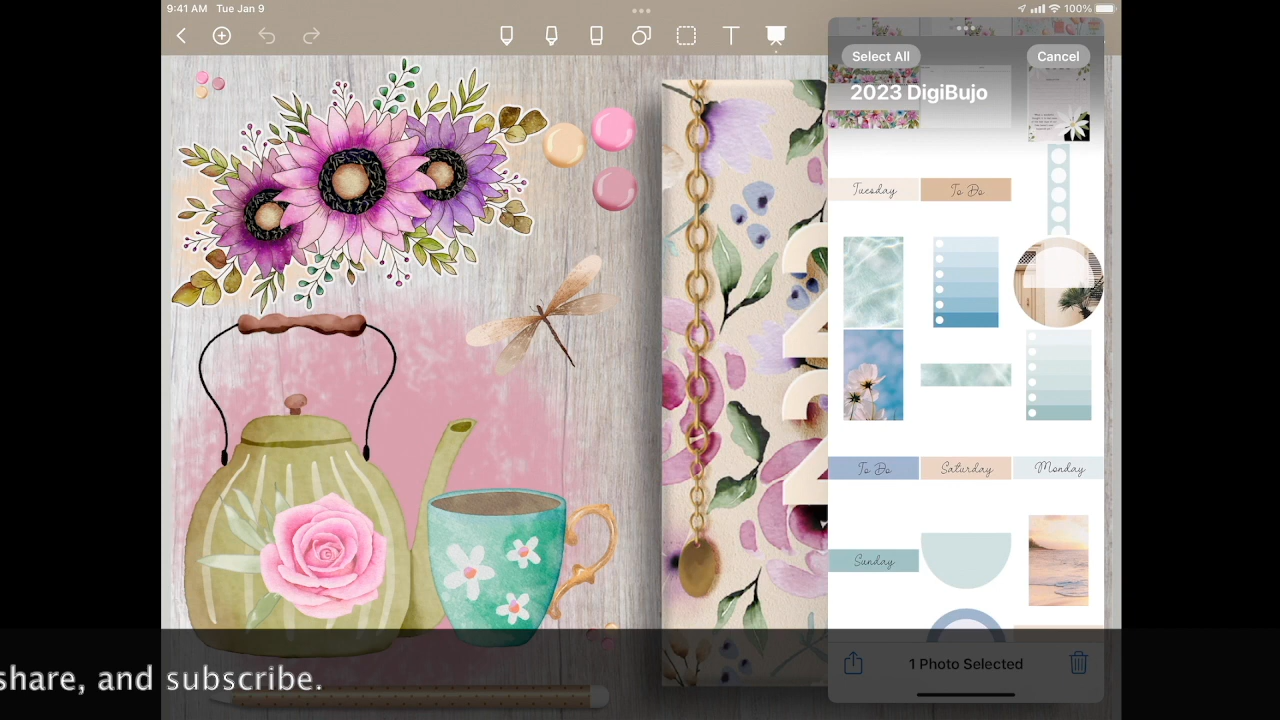 9:41 AM Tue Jan 9
100%
Select All
Cancel
2023 DigiBujo
Tuesday
To Do
To Do
Saturday
Monday
Sunday
share, and subscribe.
1 Photo Selected